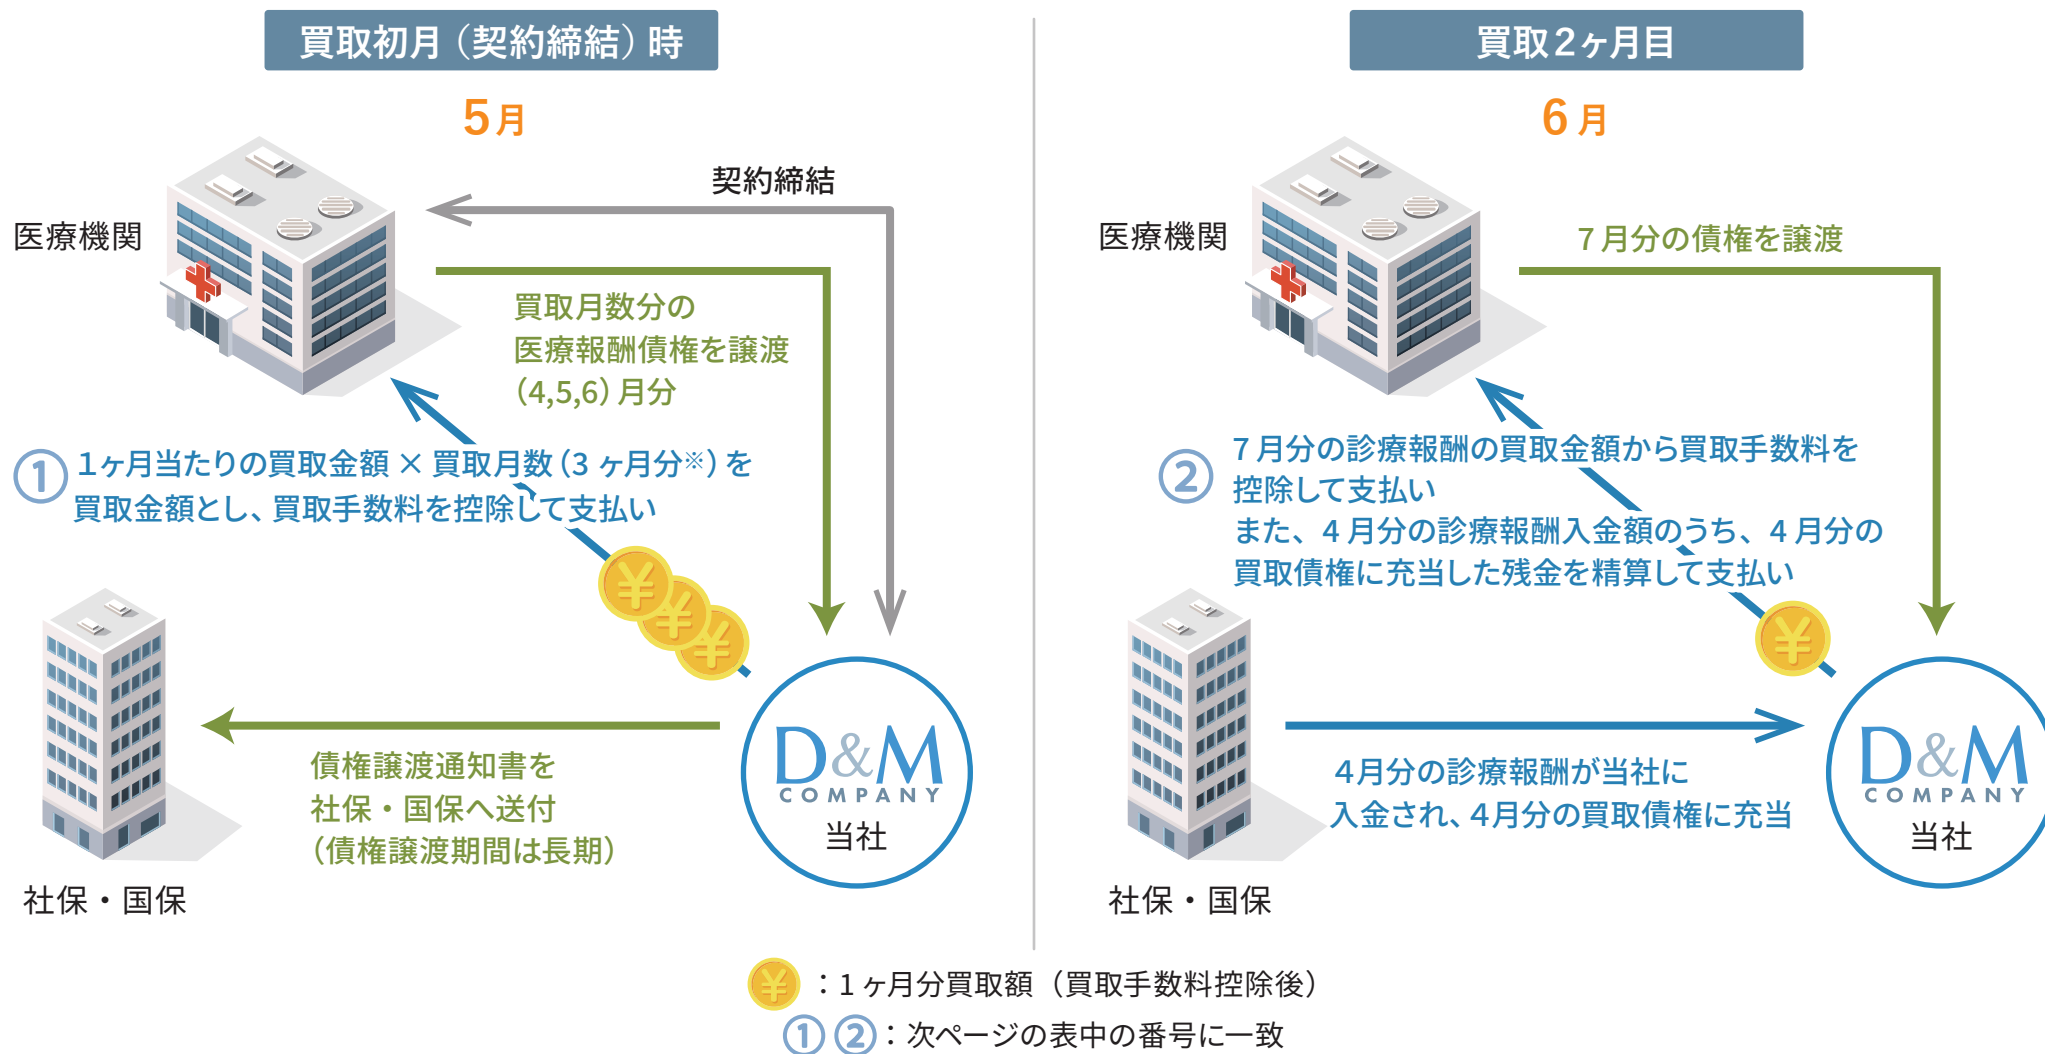 買取初月（契約締結）時
5月
契約締結
医療機関
買取月数分の
医療報酬債権を譲渡
（4,5,6）月分
① 1ヶ月当たりの買取金額 × 買取月数（3 ヶ月分※）を
買取金額とし、買取手数料を控除して支払い
債権譲渡通知書を
社保・国保へ送付
（債権譲渡期間は長期）
D&M
COMPANY
当社
社保・国保
買取2ヶ月目
6月
医療機関
7月分の債権を譲渡
② 7月分の診療報酬の買取金額から買取手数料を
控除して支払い
また、4月分の診療報酬入金額のうち、4月分の
買取債権に充当した残金を精算して支払い
4月分の診療報酬が当社に
入金され、4月分の買取債権に充当
D&M
COMPANY
当社
社保・国保
¥：1ヶ月分買取額（買取手数料控除後）
① ②：次ページの表中の番号に一致